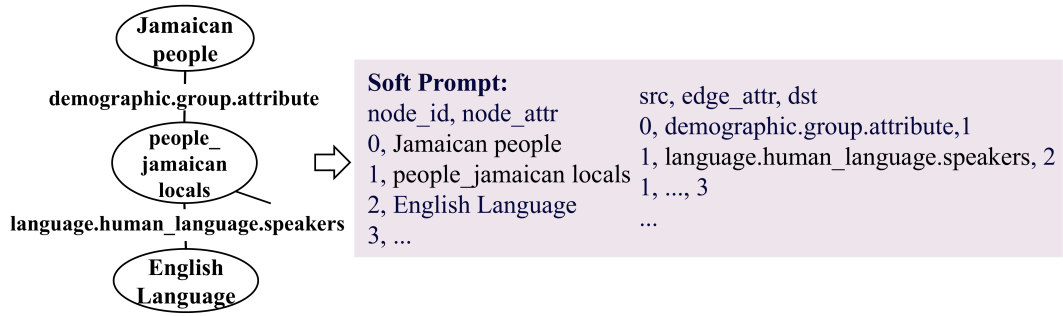 Jamaican
people
demographic.group.attribute
people_
jamaican
locals
language.human_language.speakers
English
Language
Soft Prompt:
node_id, node_attr
0, Jamaican people
1, people_jamaican locals
2, English Language
3, ...
src, edge_attr, dst
0, demographic.group.attribute,1
1, language.human_language.speakers, 2
1, ..., 3
...